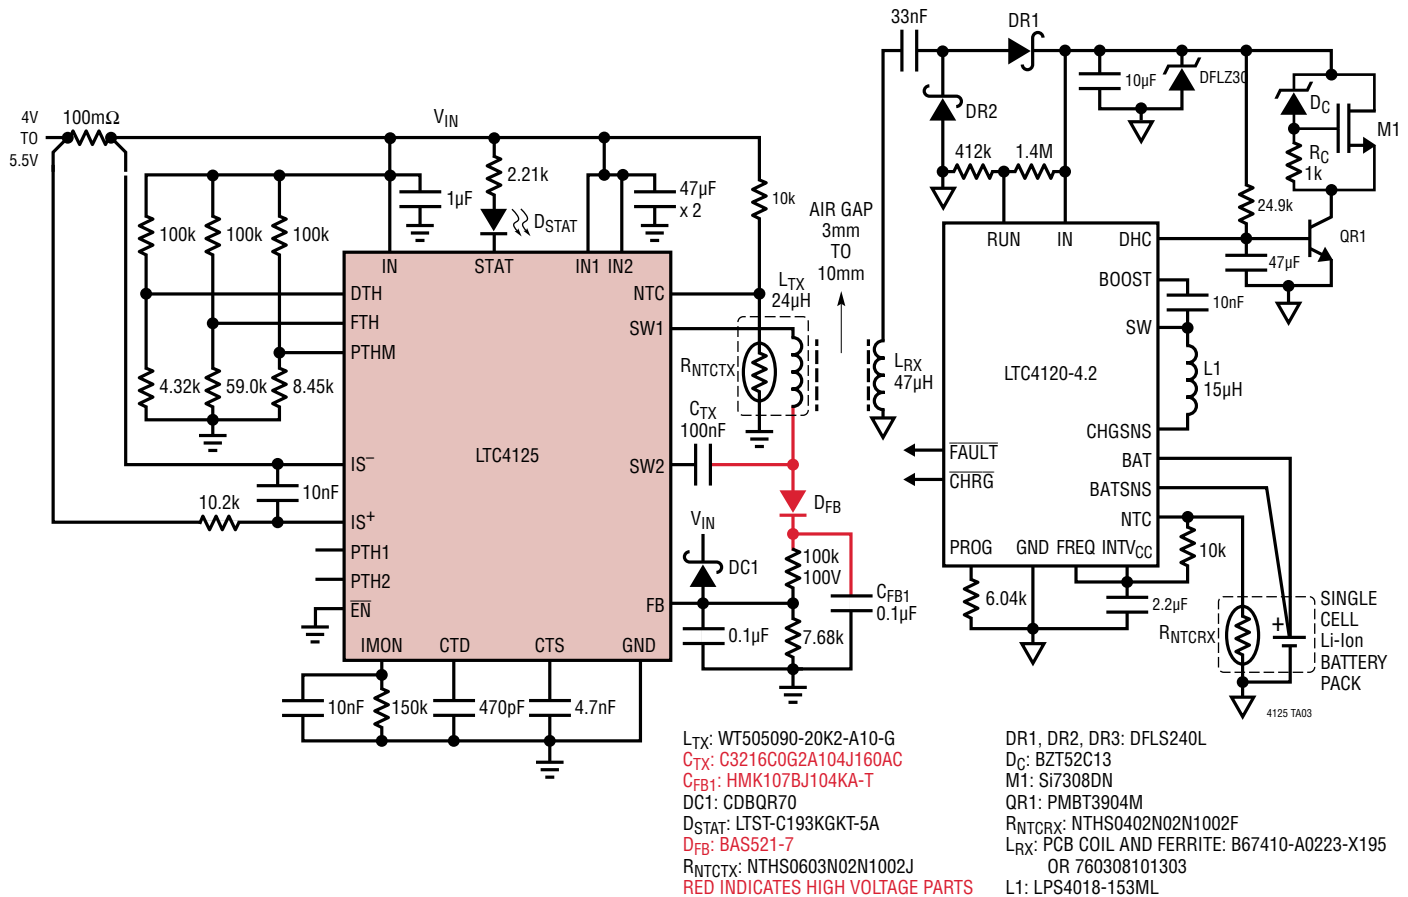 4V
TO
5.5V
100mΩ
VIN
100k
100k
100k
1µF
2.21k
DSTAT
47µF
x 2
10k
4.32k
59.0k
8.45k
10.2k
10nF
IN
STAT
IN1
IN2
DTH
FTH
PTHM
IS–
IS+
PTH1
PTH2
EN
IMON
CTD
CTS
GND
NTC
SW1
SW2
FB
LTC4125
10nF
150k
470pF
4.7nF
LTX
24µH
RNTCTX
CTX
100nF
DFB
VIN
DC1
100k
100V
CFB1
0.1µF
0.1µF
7.68k
AIR GAP
3mm
TO
10mm
LRX
47µH
33nF
DR1
DR2
412k
1.4M
10µF
DFLZ30
DC
RC
1k
M1
24.9k
QR1
47µF
RUN
IN
DHC
BOOST
SW
CHGSNS
BAT
BATSNS
NTC
LTC4120-4.2
FAULT
CHRG
PROG
GND
FREQ
INTVCC
10nF
L1
15µH
10k
6.04k
2.2µF
RNTCRX
+
SINGLE
CELL
Li-Ion
BATTERY
PACK
4125 TA03
LTX: WT505090-20K2-A10-G
CTX: C3216C0G2A104J160AC
CFB1: HMK107BJ104KA-T
DC1: CDBQR70
DSTAT: LTST-C193KGKT-5A
DFB: BAS521-7
RNTCTX: NTHS0603N02N1002J
RED INDICATES HIGH VOLTAGE PARTS
DR1, DR2, DR3: DFLS240L
DC: BZT52C13
M1: Si7308DN
QR1: PMBT3904M
RNTCRX: NTHS0402N02N1002F
LRX: PCB COIL AND FERRITE: B67410-A0223-X195
OR 760308101303
L1: LPS4018-153ML